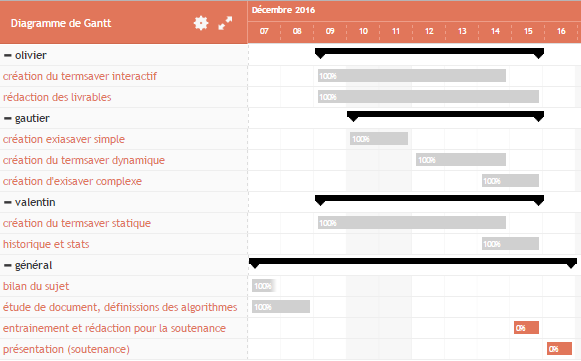 Diagramme de Gantt
Décembre 2016
07 08 09 10 11 12 13 14 15 16
olivier
création du termsaver interactif 100%
rédaction des livrables 100%
gautier
création exiasaver simple 100%
création du termsaver dynamique 100%
création d'exisaver complexe 100%
valentin
création du termsaver statique 100%
historique et stats 100%
général
bilan du sujet 100%
étude de document, définissions des algorithmes 100%
entrainement et rédaction pour la soutenance 0%
présentation (soutenance) 0%